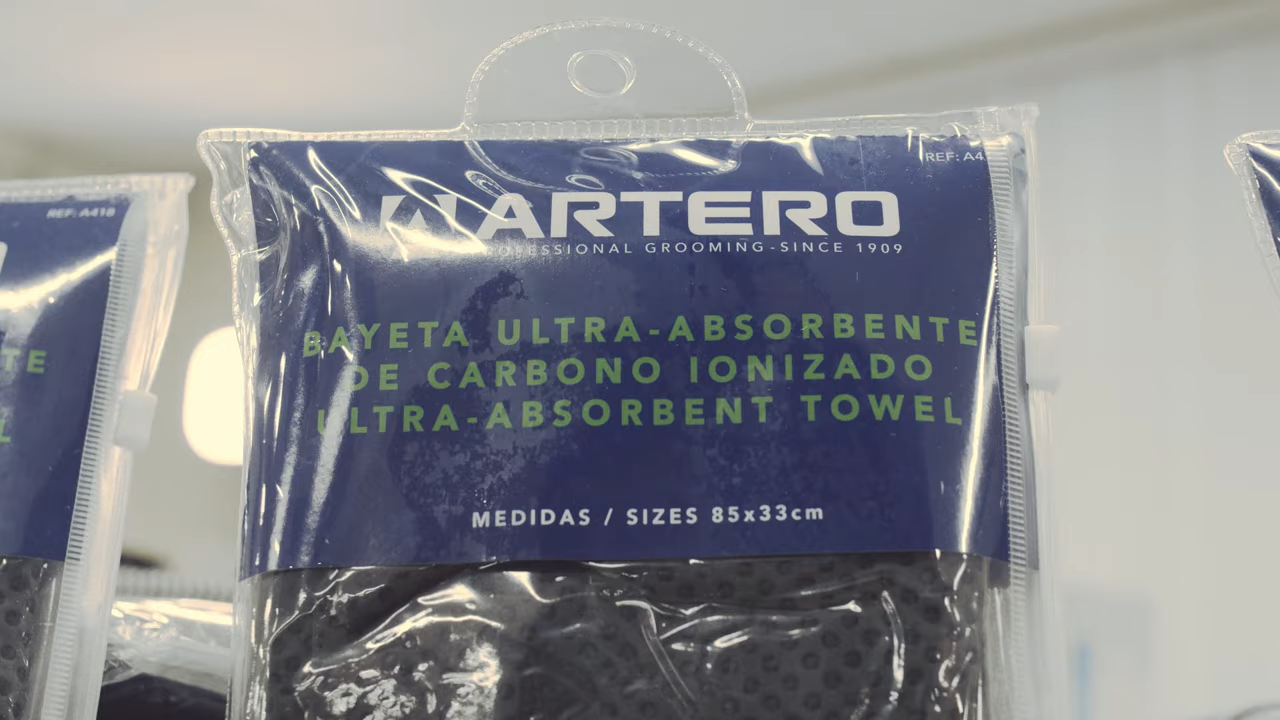 REF: A418
TE
L
REF: A4
ARTERO
PROFESSIONAL GROOMING-SINCE 1909
BAYETA ULTRA-ABSORBENTE
DE CARBONO IONIZADO
ULTRA-ABSORBENT TOWEL
MEDIDAS / SIZES 85x33cm